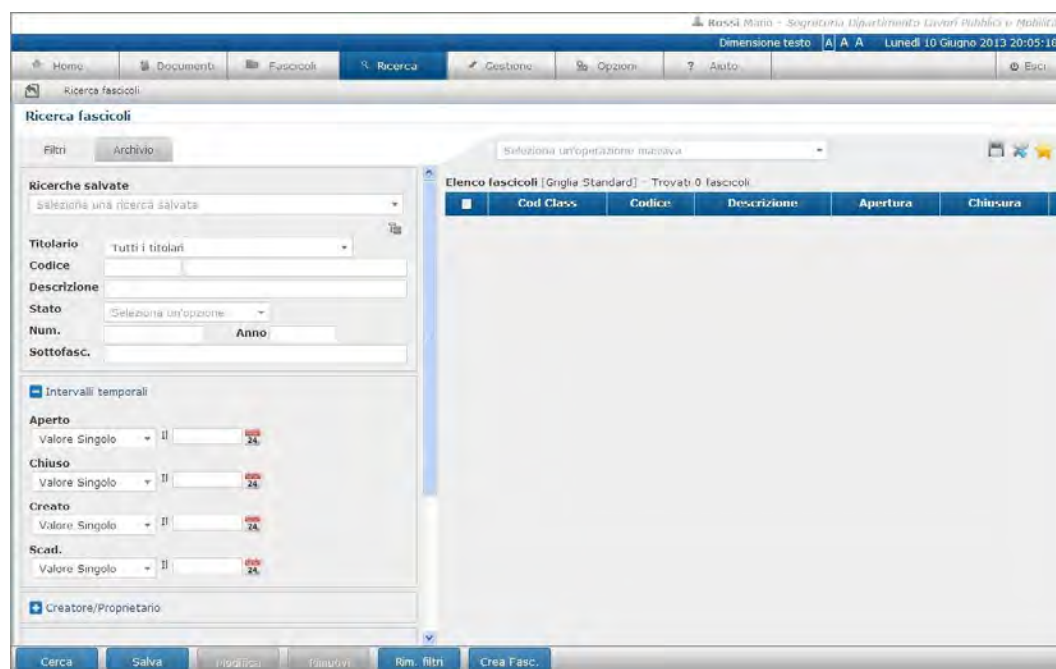 Rossi Mario - Segreteria Dipartimento Lavori Pubblici e Mobilità
Dimensione testo A A A Lunedì 10 Giugno 2013 20:05:16
Home Documenti Fascicoli Ricerca Gestione Opzioni ? Aiuto Esci
Ricerca fascicoli
Ricerca fascicoli
Filtri Archivio Seleziona un'operazione massiva
Ricerche salvate
Seleziona una ricerca salvata
Titolario Tutti i titolari
Codice
Descrizione
Stato Seleziona un'opzione
Num. Anno
Sottofasc.
Intervalli temporali
Aperto
Valore Singolo Il 24
Chiuso
Valore Singolo Il 24
Creato
Valore Singolo Il 24
Scad.
Valore Singolo Il 24
Creatore/Proprietario
Elenco fascicoli [Griglia Standard] - Trovati 0 fascicoli
Cod Class Codice Descrizione Apertura Chiusura
Cerca Salva Modifica Rimuovi Rim. filtri Crea Fasc.